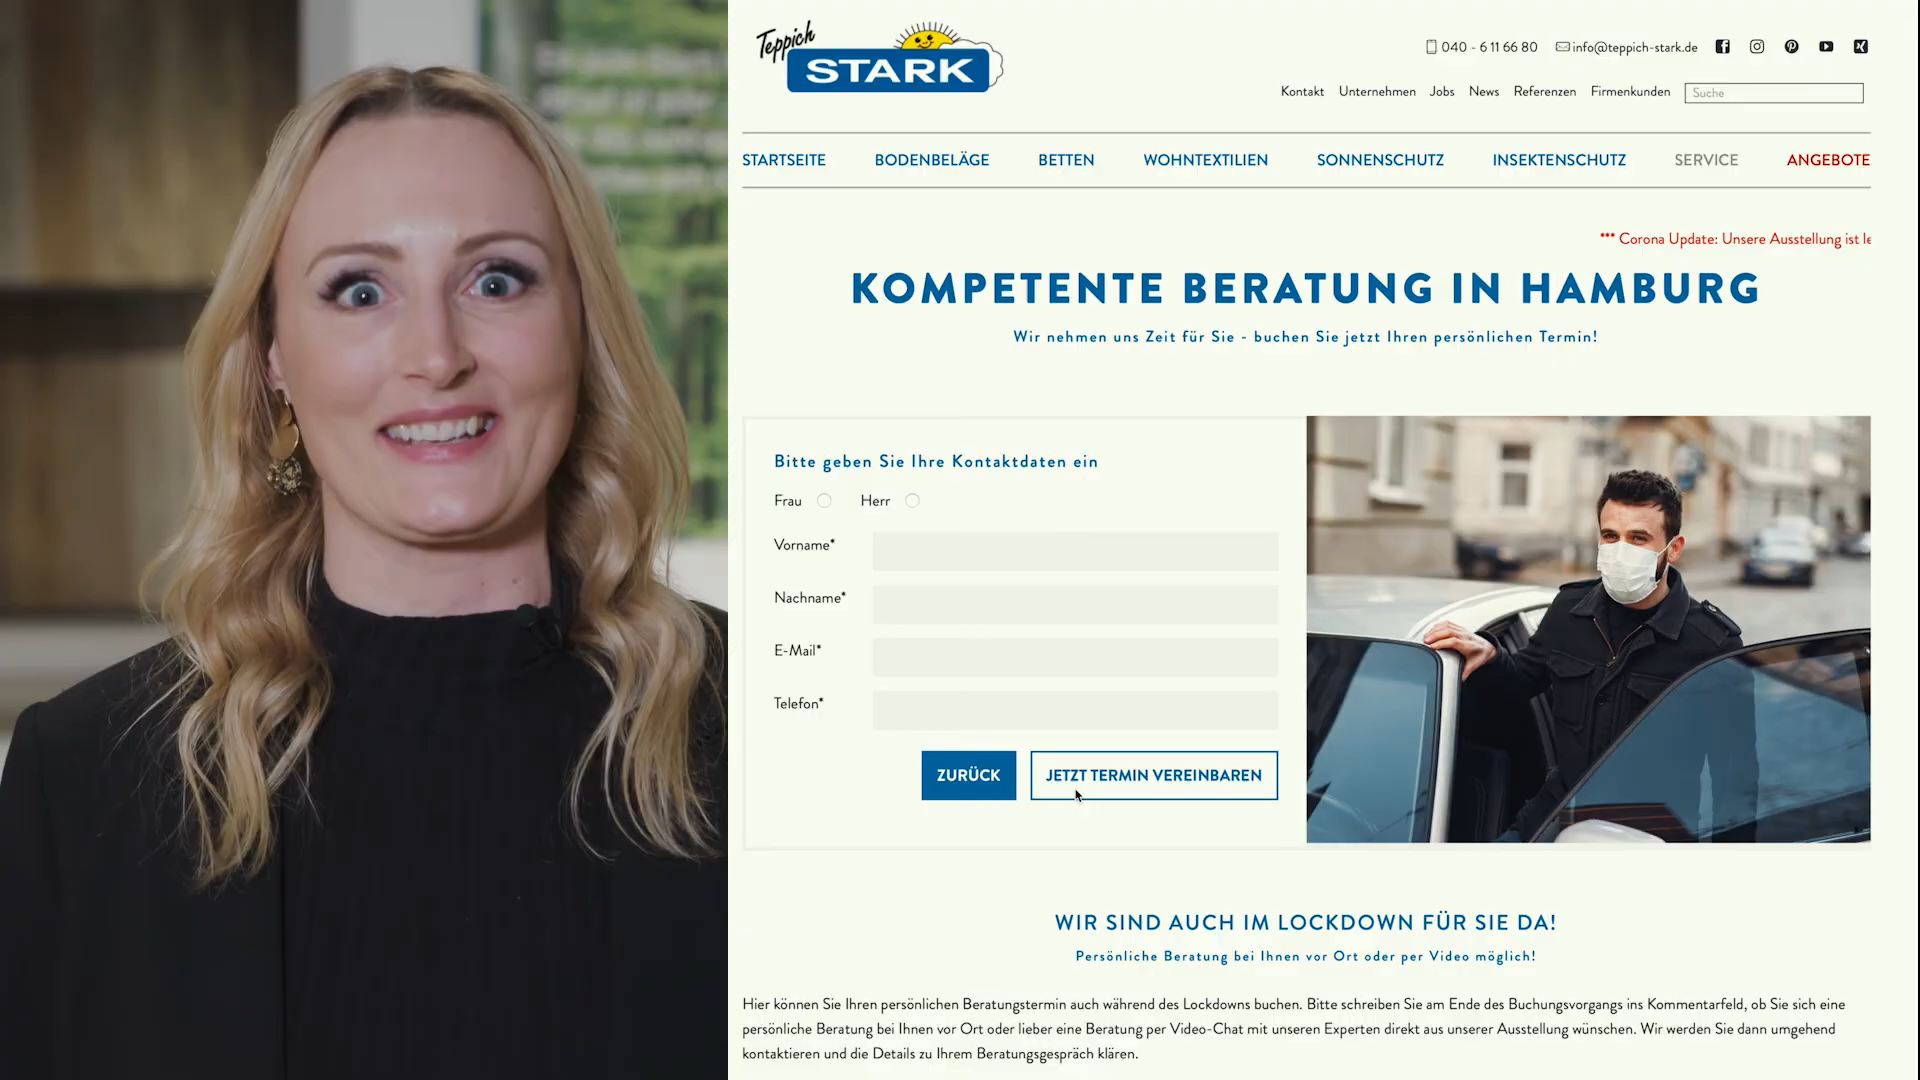 Teppich
STARK
040 - 6 11 66 80
info@teppich-stark.de
Kontakt Unternehmen Jobs News Referenzen Firmenkunden Suche
STARTSEITE BODENBELÄGE BETTEN WOHNTEXTILIEN SONNENSCHUTZ INSEKTENSCHUTZ SERVICE ANGEBOTE
*** Corona Update: Unsere Ausstellung ist le
KOMPETENTE BERATUNG IN HAMBURG
Wir nehmen uns Zeit für Sie - buchen Sie jetzt Ihren persönlichen Termin!
Bitte geben Sie Ihre Kontaktdaten ein
Frau Herr
Vorname*
Nachname*
E-Mail*
Telefon*
ZURÜCK JETZT TERMIN VEREINBAREN
WIR SIND AUCH IM LOCKDOWN FÜR SIE DA!
Persönliche Beratung bei Ihnen vor Ort oder per Video möglich!
Hier können Sie Ihren persönlichen Beratungstermin auch während des Lockdowns buchen. Bitte schreiben Sie am Ende des Buchungsvorgangs ins Kommentarfeld, ob Sie sich eine
persönliche Beratung bei Ihnen vor Ort oder lieber eine Beratung per Video-Chat mit unseren Experten direkt aus unserer Ausstellung wünschen. Wir werden Sie dann umgehend
kontaktieren und die Details zu Ihrem Beratungsgespräch klären.